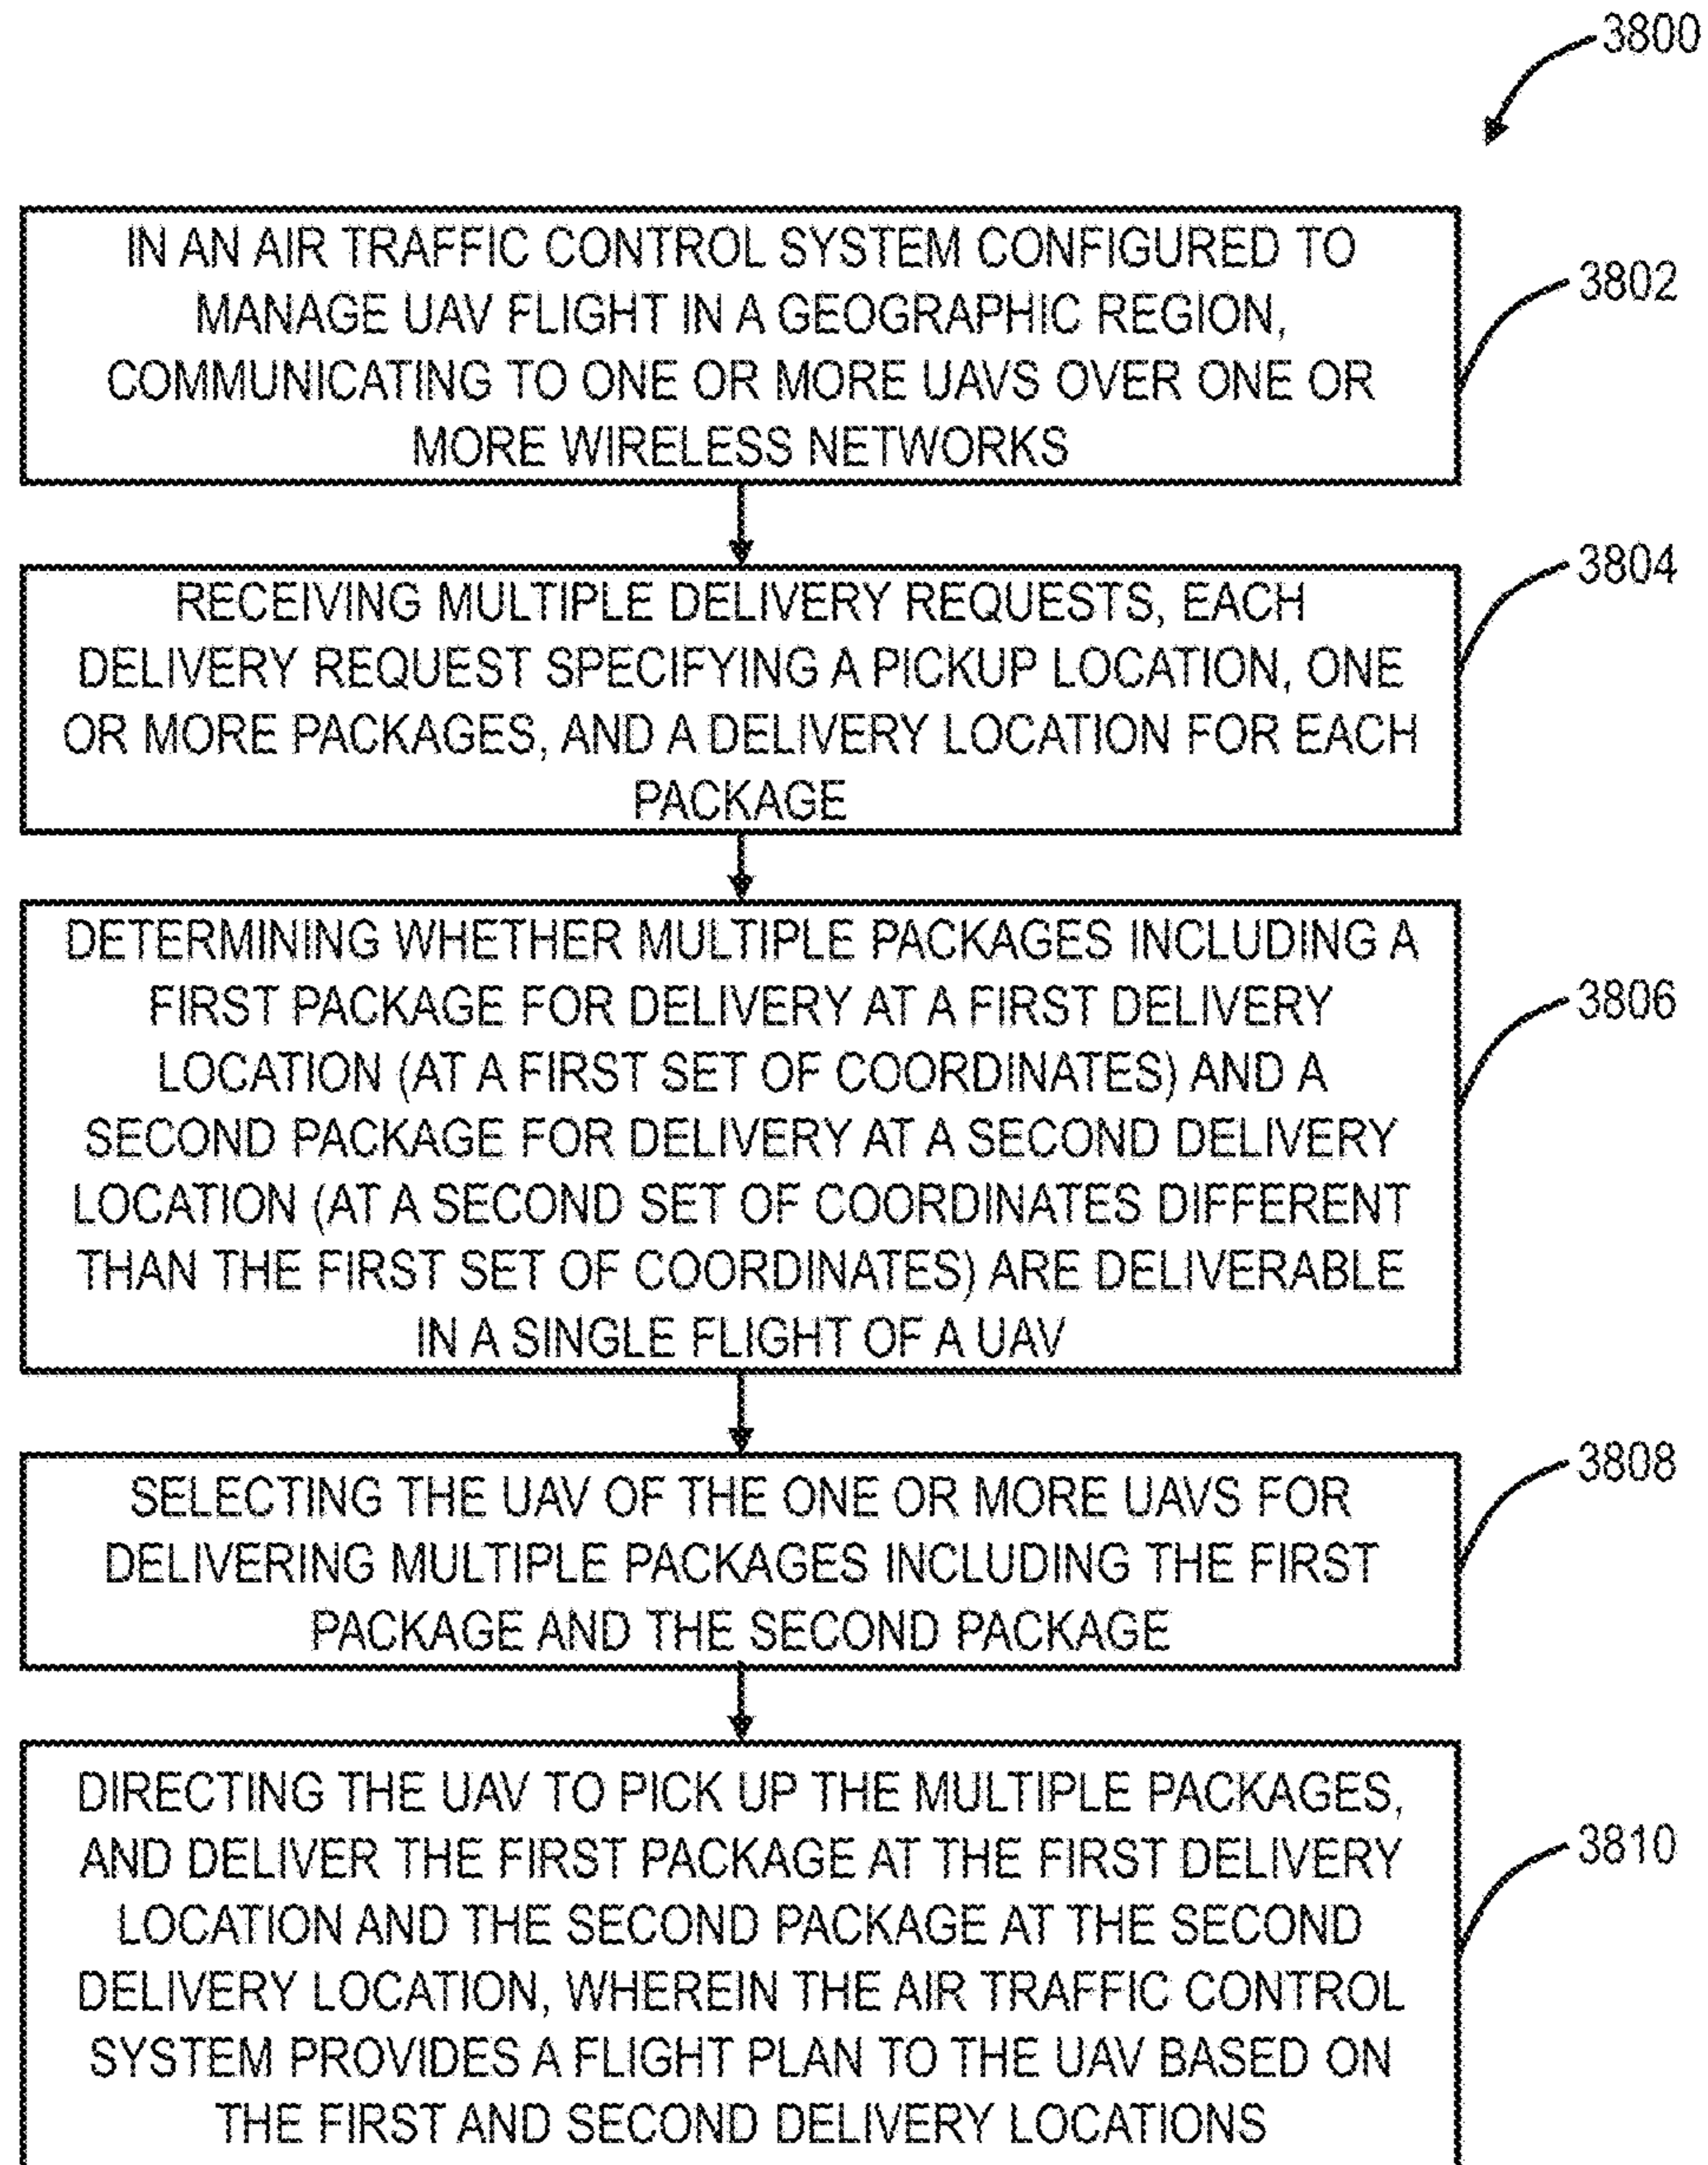 3800
IN AN AIR TRAFFIC CONTROL SYSTEM CONFIGURED TO
MANAGE UAV FLIGHT IN A GEOGRAPHIC REGION,
COMMUNICATING TO ONE OR MORE UAVS OVER ONE OR
MORE WIRELESS NETWORKS
3802
RECEIVING MULTIPLE DELIVERY REQUESTS, EACH
DELIVERY REQUEST SPECIFYING A PICKUP LOCATION, ONE
OR MORE PACKAGES, AND A DELIVERY LOCATION FOR EACH
PACKAGE
3804
DETERMINING WHETHER MULTIPLE PACKAGES INCLUDING A
FIRST PACKAGE FOR DELIVERY AT A FIRST DELIVERY
LOCATION (AT A FIRST SET OF COORDINATES) AND A
SECOND PACKAGE FOR DELIVERY AT A SECOND DELIVERY
LOCATION (AT A SECOND SET OF COORDINATES DIFFERENT
THAN THE FIRST SET OF COORDINATES) ARE DELIVERABLE
IN A SINGLE FLIGHT OF A UAV
3806
SELECTING THE UAV OF THE ONE OR MORE UAVS FOR
DELIVERING MULTIPLE PACKAGES INCLUDING THE FIRST
PACKAGE AND THE SECOND PACKAGE
3808
DIRECTING THE UAV TO PICK UP THE MULTIPLE PACKAGES,
AND DELIVER THE FIRST PACKAGE AT THE FIRST DELIVERY
LOCATION AND THE SECOND PACKAGE AT THE SECOND
DELIVERY LOCATION, WHEREIN THE AIR TRAFFIC CONTROL
SYSTEM PROVIDES A FLIGHT PLAN TO THE UAV BASED ON
THE FIRST AND SECOND DELIVERY LOCATIONS
3810